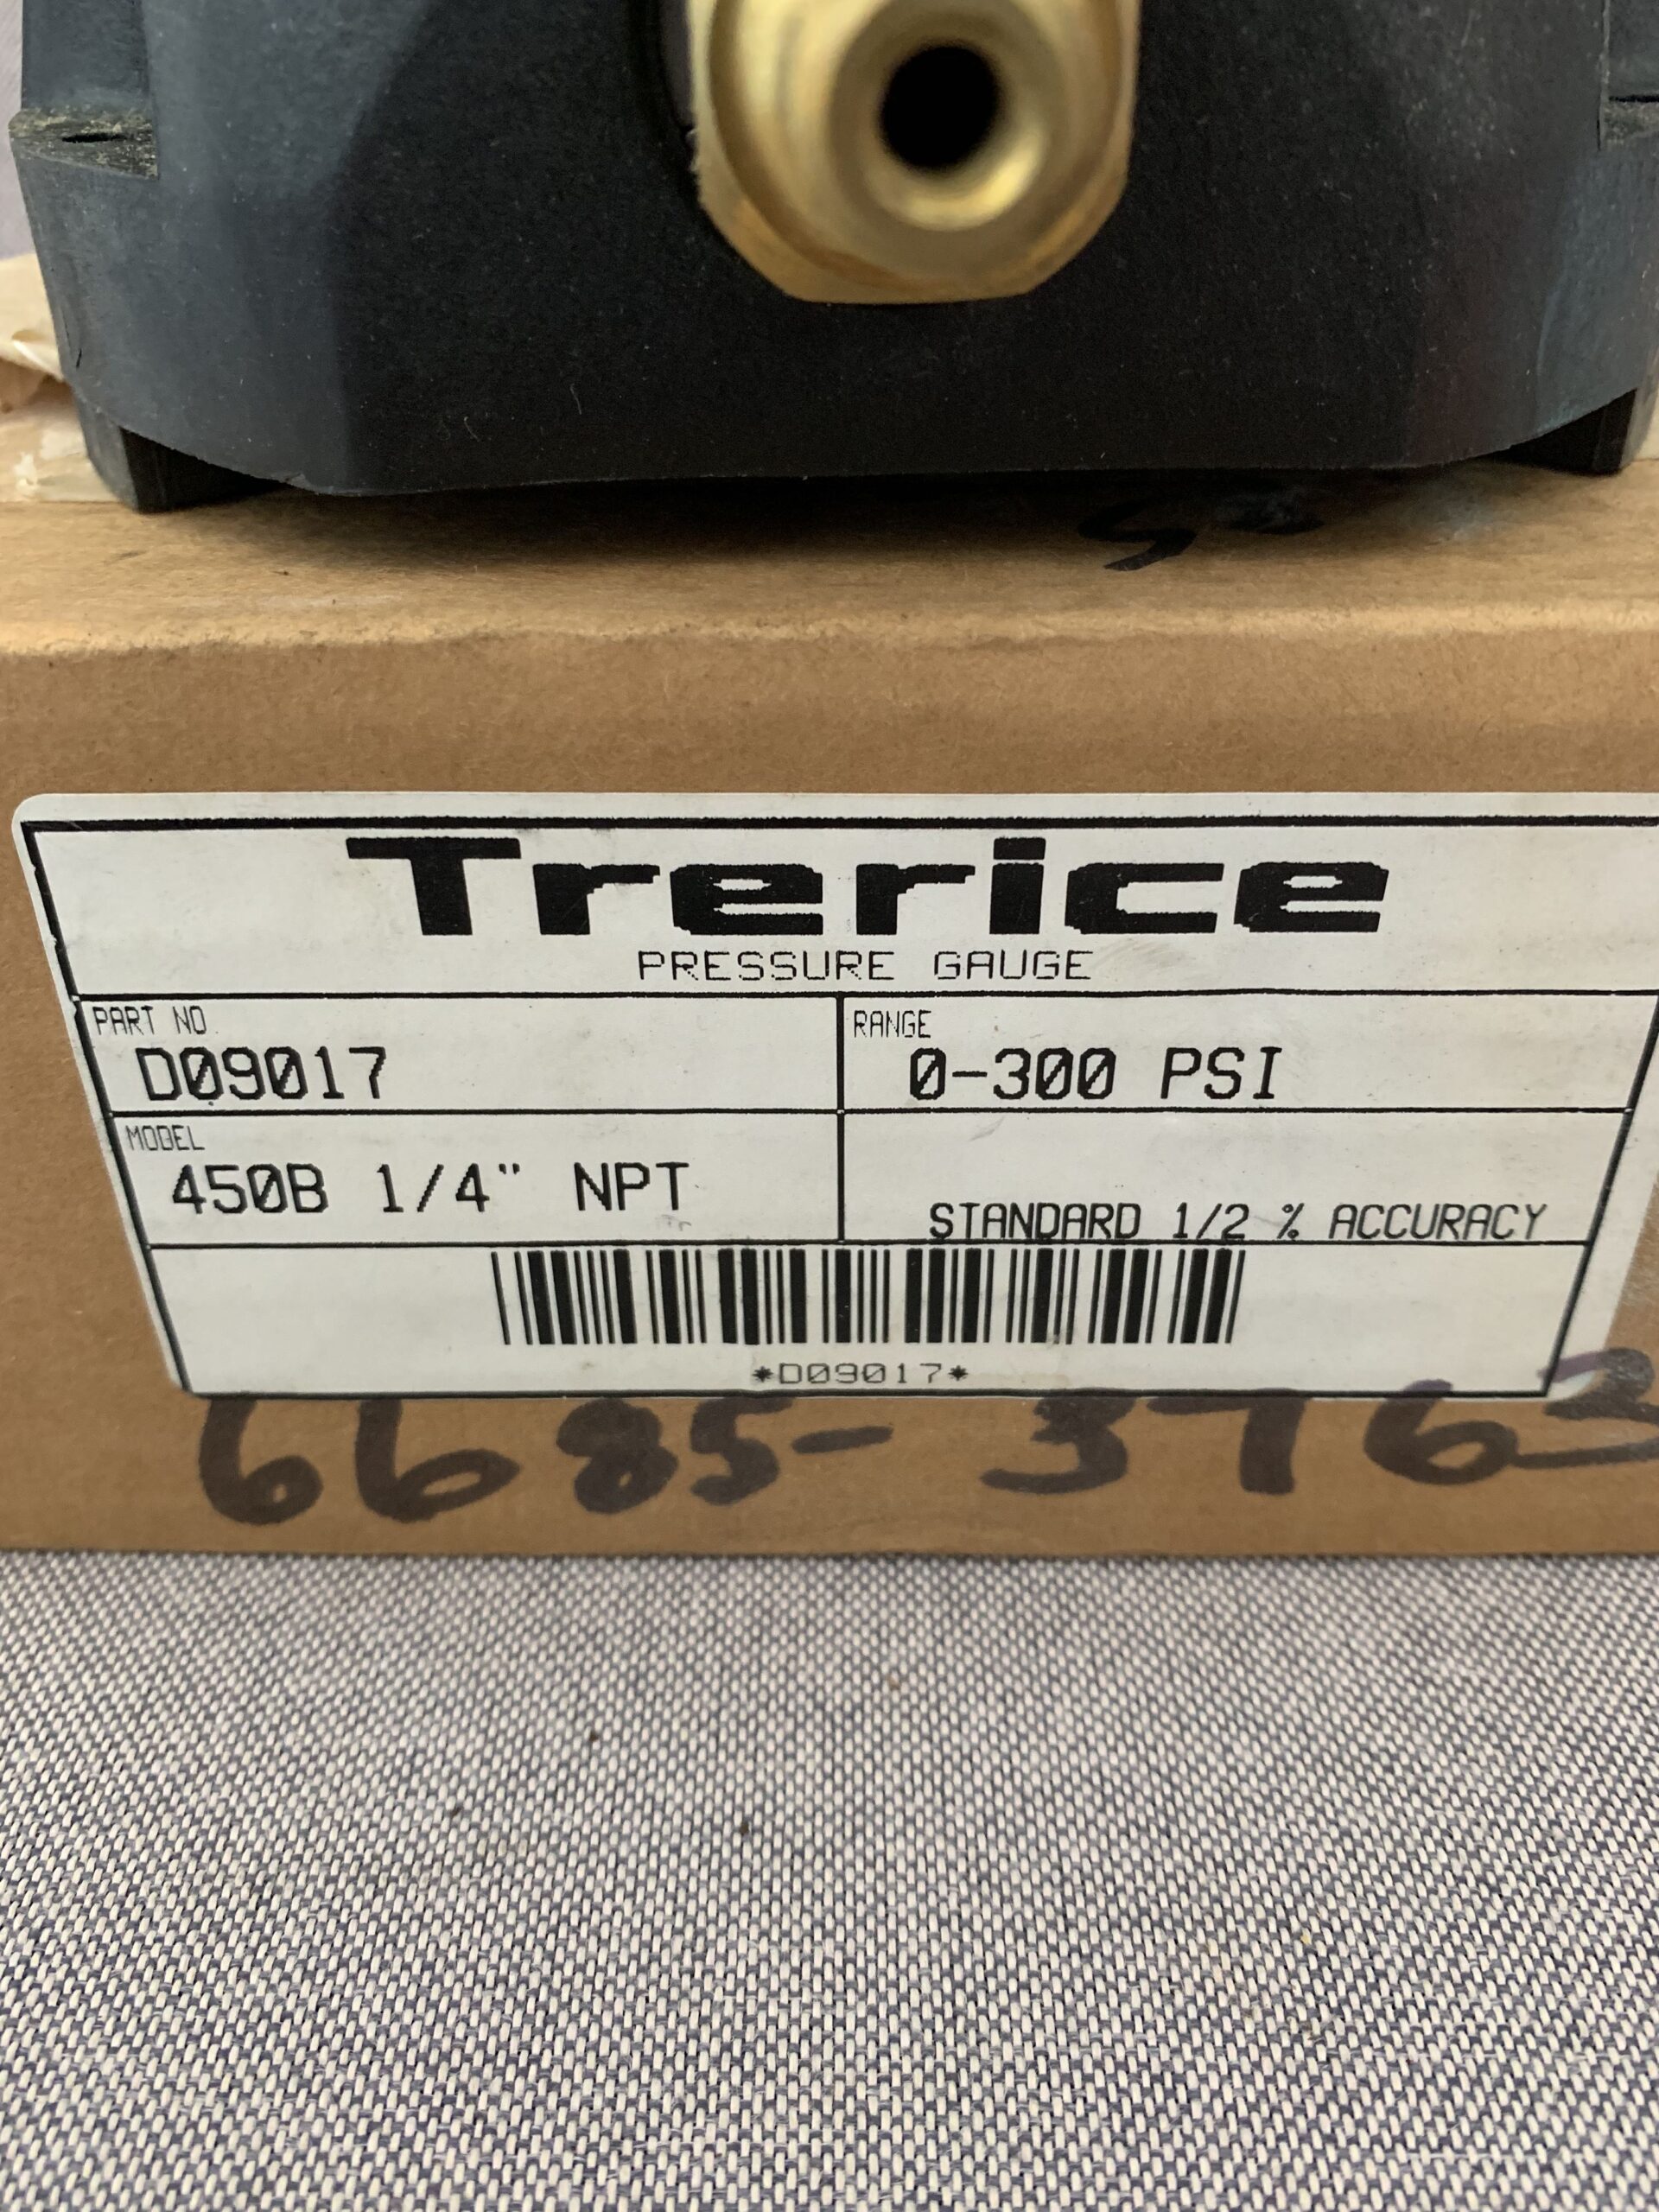 Trerice
PRESSURE GAUGE
PART NO.
D09017
RANGE
0-300 PSI
MODEL
450B 1/4" NPT
STANDARD 1/2 % ACCURACY
*D09017*
6685-3763